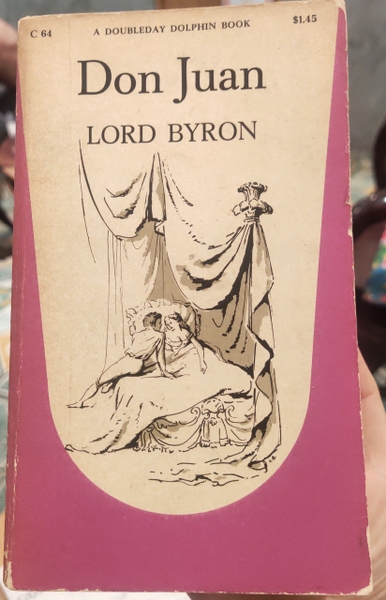 C 64
A DOUBLEDAY DOLPHIN BOOK
$1.45
Don Juan
LORD BYRON